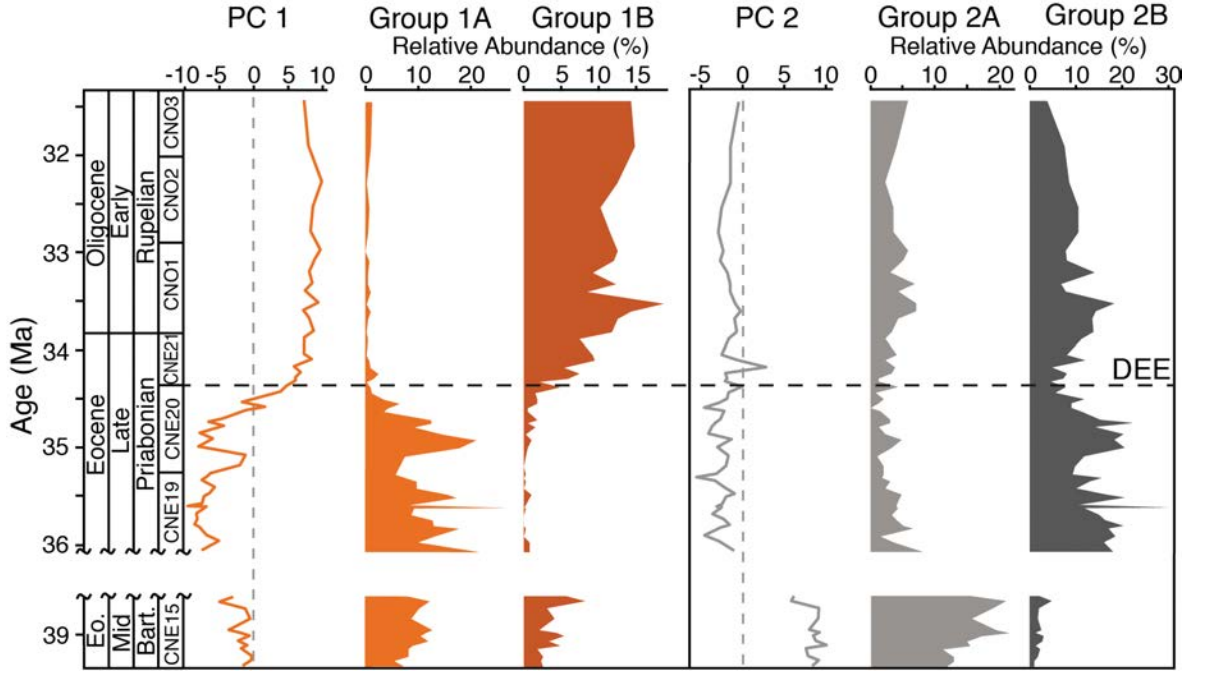 PC 1 Group 1A Group 1B PC 2 Group 2A Group 2B
Relative Abundance (%) Relative Abundance (%)
-10 -5 0 5 10 0 10 20 0 5 10 15 -5 0 5 10 0 10 20 0 10 20 30
Age (Ma)
32
33
34
35
36
39
Oligocene
Early
Rupelian
CNO3
CNO2
CNO1
Eocene
Late
Priabonian
CNE21
CNE20
CNE19
DEE
Eo.
Mid
Bart.
CNE15